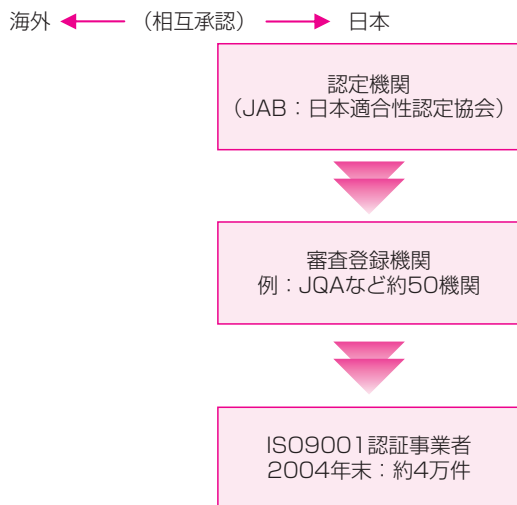 海外 （相互承認） 日本
認定機関
（JAB：日本適合性認定協会）
審査登録機関
例：JQAなど約50機関
ISO9001認証事業者
2004年末：約4万件